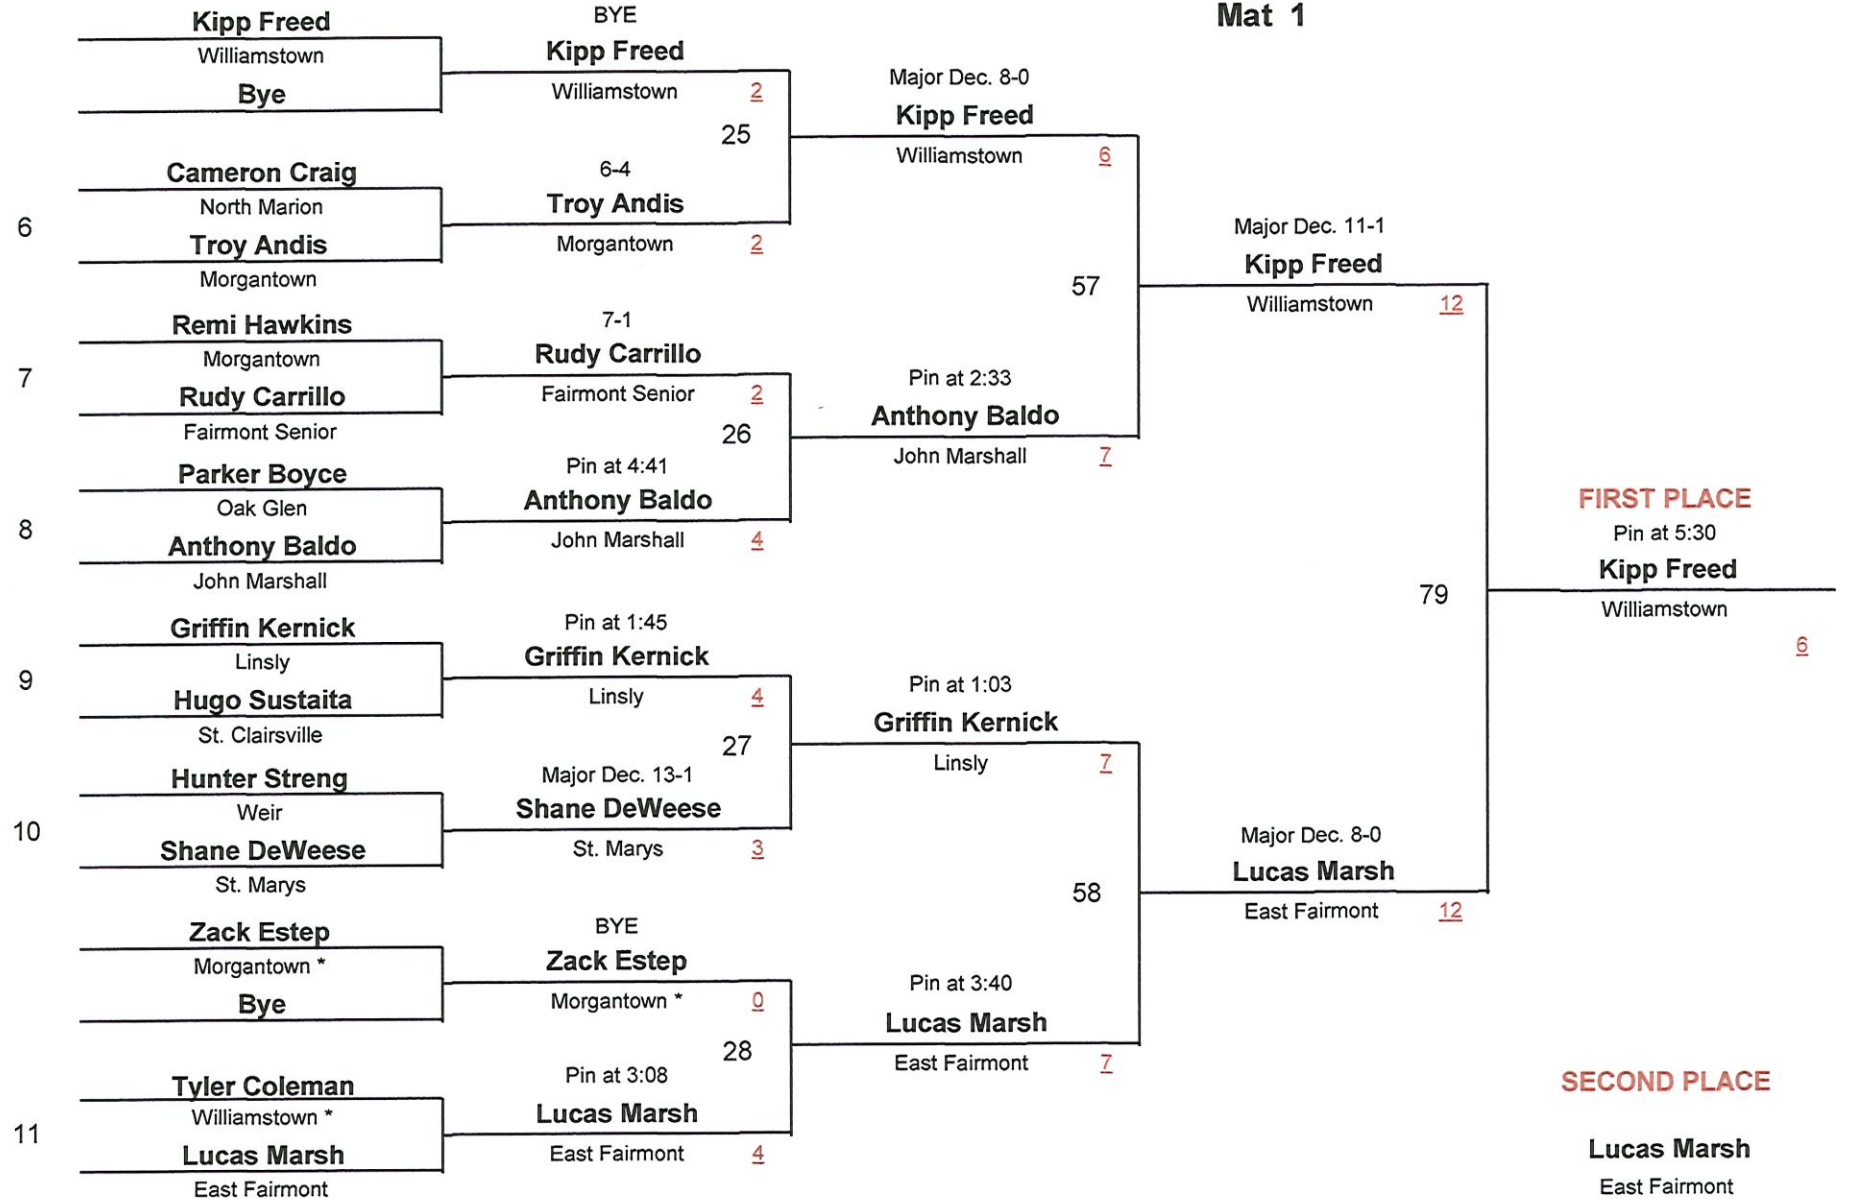 Mat 1
Kipp Freed
Williamstown
Bye
6
Cameron Craig
North Marion
Troy Andis
Morgantown
7
Remi Hawkins
Morgantown
Rudy Carrillo
Fairmont Senior
8
Parker Boyce
Oak Glen
Anthony Baldo
John Marshall
9
Griffin Kernick
Linsly
Hugo Sustaita
St. Clairsville
10
Hunter Streng
Weir
Shane DeWeese
St. Marys
Zack Estep
Morgantown *
Bye
11
Tyler Coleman
Williamstown *
Lucas Marsh
East Fairmont
BYE
Kipp Freed
Williamstown 2
25
6-4
Troy Andis
Morgantown 2
7-1
Rudy Carrillo
Fairmont Senior 2
26
Pin at 4:41
Anthony Baldo
John Marshall 4
Pin at 1:45
Griffin Kernick
Linsly 4
27
Major Dec. 13-1
Shane DeWeese
St. Marys 3
BYE
Zack Estep
Morgantown * 0
28
Pin at 3:08
Lucas Marsh
East Fairmont 4
Major Dec. 8-0
Kipp Freed
Williamstown 6
57
Pin at 2:33
Anthony Baldo
John Marshall 7
Pin at 1:03
Griffin Kernick
Linsly 7
58
Pin at 3:40
Lucas Marsh
East Fairmont 7
Major Dec. 11-1
Kipp Freed
Williamstown 12
79
Major Dec. 8-0
Lucas Marsh
East Fairmont 12
FIRST PLACE
Pin at 5:30
Kipp Freed
Williamstown
6
SECOND PLACE
Lucas Marsh
East Fairmont